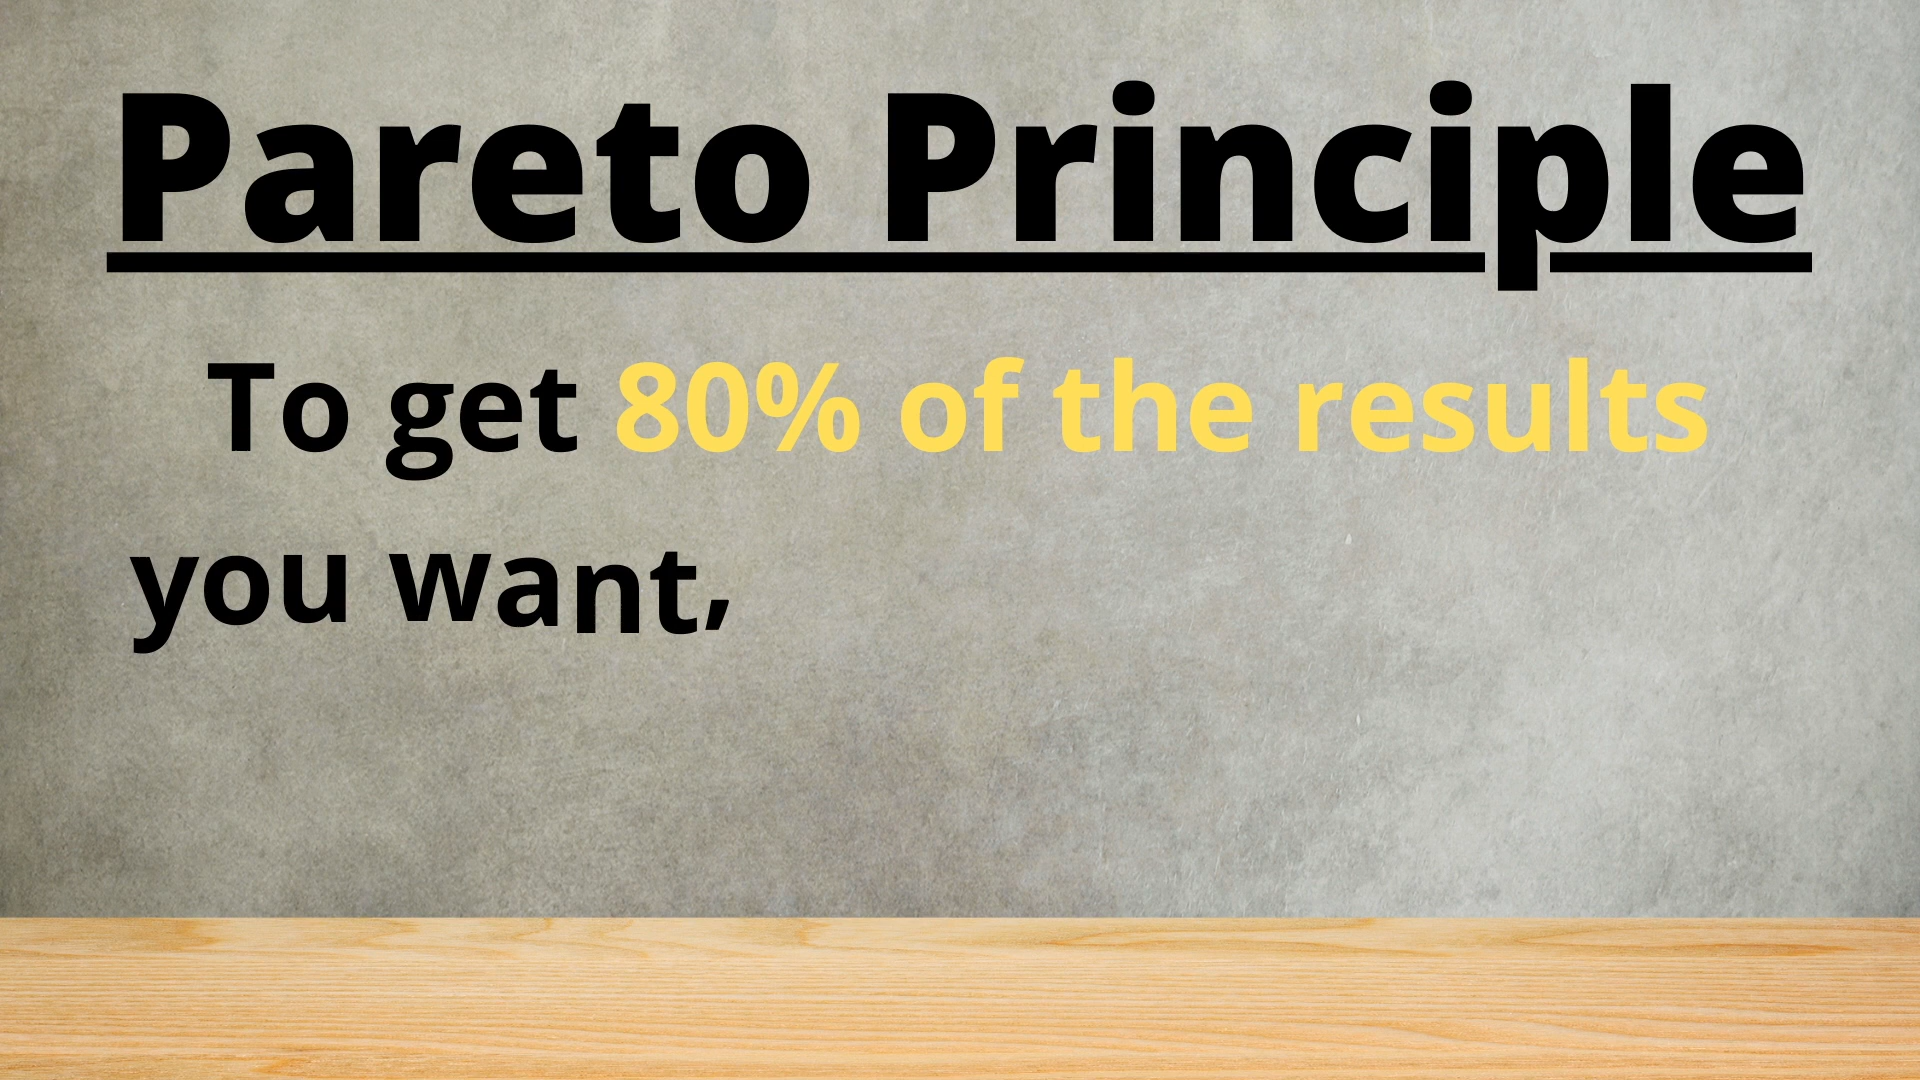 Pareto Principle
To get 80% of the results
you want,